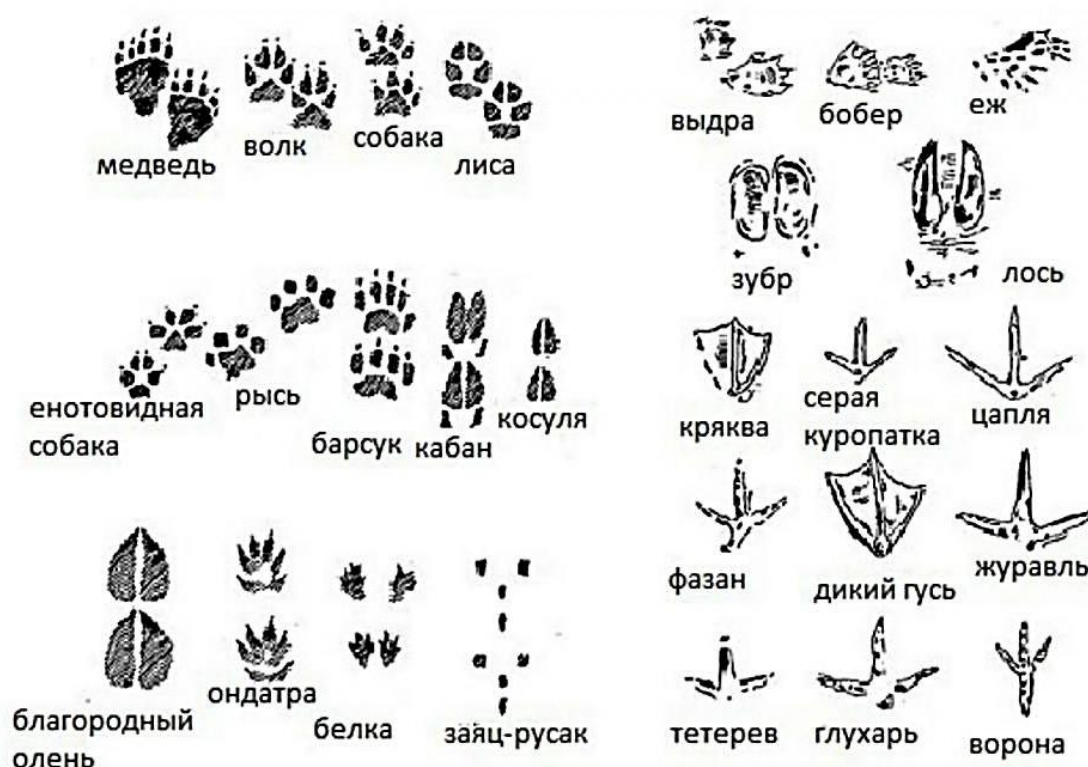 медведь
волк
собака
лиса
выдра
бобер
еж
зубр
лось
енотовидная
собака
рысь
барсук
кабан
косуля
кряква
серая
куропатка
цапля
фазан
дикий гусь
журавль
благородный
олень
ондатра
белка
заяц-русак
тетерев
глухарь
ворона